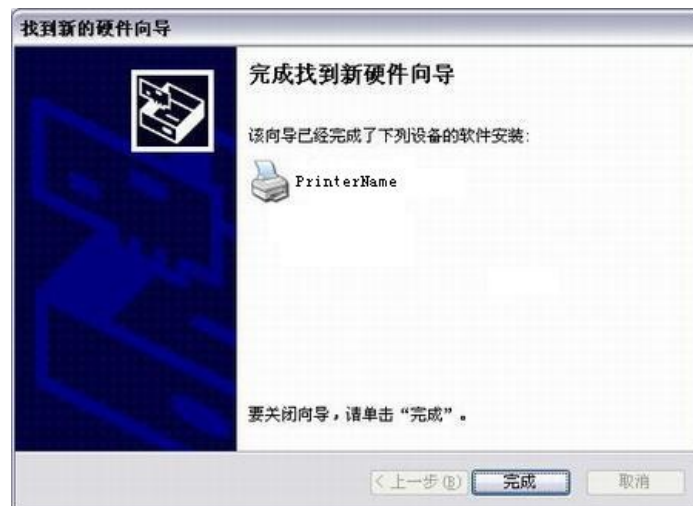 找到新的硬件向导
完成找到新硬件向导
该向导已经完成了下列设备的软件安装:
PrinterName
要关闭向导，请单击“完成”。
<上一步(B) 完成 取消